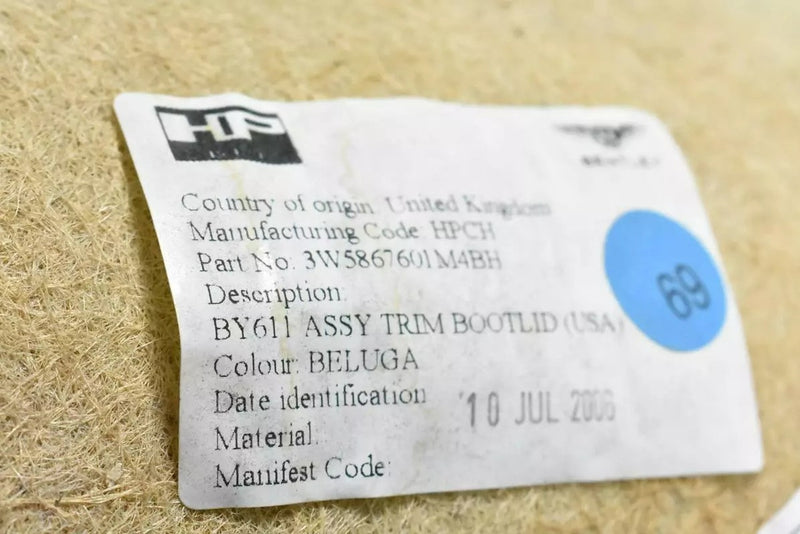 HP
BENTLEY
Country of origin: United Kingdom
Manufacturing Code: HPCH
Part No. 3W5867601M4BH
Description:
BY611 ASSY TRIM BOOTLID (USA)
69
Colour: BELUGA
Date identification 10 JUL 2006
Material:
Manifest Code: